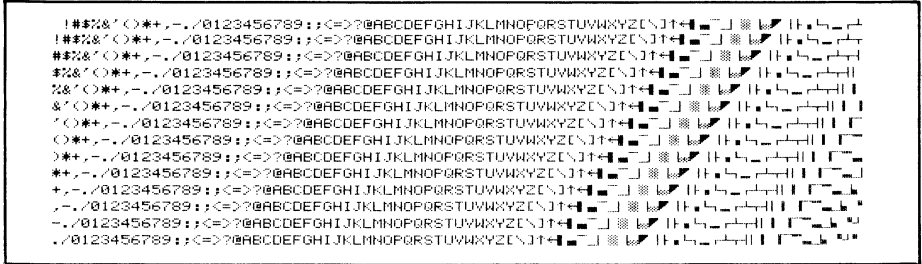 !#$%&'()*+,-./0123456789:;<=>?@ABCDEFGHIJKLMNOPQRSTUVWXYZ[\]↑←
!#$%&'()*+,-./0123456789:;<=>?@ABCDEFGHIJKLMNOPQRSTUVWXYZ[\]↑←
#$%&'()*+,-./0123456789:;<=>?@ABCDEFGHIJKLMNOPQRSTUVWXYZ[\]↑←
$%&'()*+,-./0123456789:;<=>?@ABCDEFGHIJKLMNOPQRSTUVWXYZ[\]↑←
%&'()*+,-./0123456789:;<=>?@ABCDEFGHIJKLMNOPQRSTUVWXYZ[\]↑←
&'()*+,-./0123456789:;<=>?@ABCDEFGHIJKLMNOPQRSTUVWXYZ[\]↑←
'()*+,-./0123456789:;<=>?@ABCDEFGHIJKLMNOPQRSTUVWXYZ[\]↑←
()*+,-./0123456789:;<=>?@ABCDEFGHIJKLMNOPQRSTUVWXYZ[\]↑←
)*+,-./0123456789:;<=>?@ABCDEFGHIJKLMNOPQRSTUVWXYZ[\]↑←
*+,-./0123456789:;<=>?@ABCDEFGHIJKLMNOPQRSTUVWXYZ[\]↑←
+,-./0123456789:;<=>?@ABCDEFGHIJKLMNOPQRSTUVWXYZ[\]↑←
,-./0123456789:;<=>?@ABCDEFGHIJKLMNOPQRSTUVWXYZ[\]↑←
-./0123456789:;<=>?@ABCDEFGHIJKLMNOPQRSTUVWXYZ[\]↑←
./0123456789:;<=>?@ABCDEFGHIJKLMNOPQRSTUVWXYZ[\]↑←